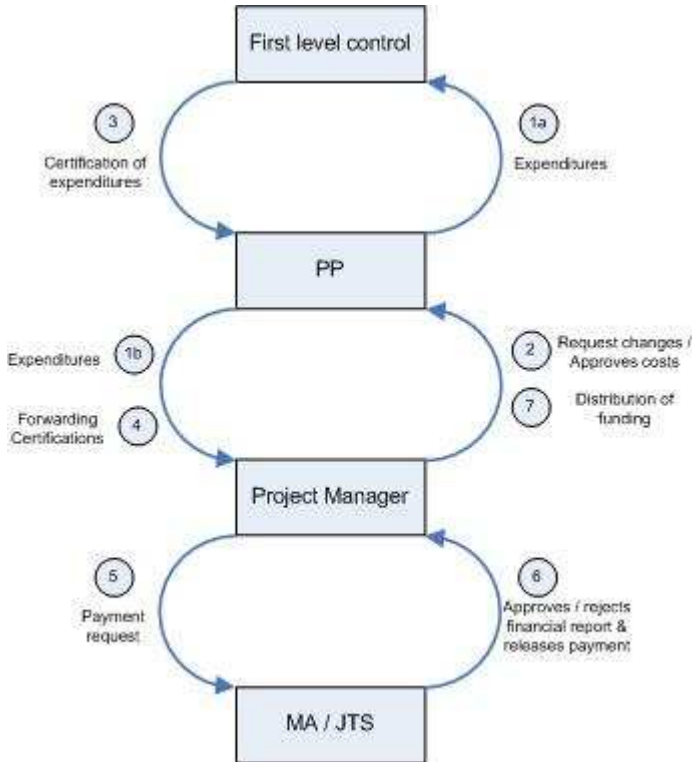 First level control
3
1a
Certification of
expenditures
Expenditures
PP
Expenditures
1b
2
Request changes /
Approves costs
Forwarding
Certifications
4
7
Distribution of
funding
Project Manager
5
6
Payment
request
Approves / rejects
financial report &
releases payment
MA / JTS